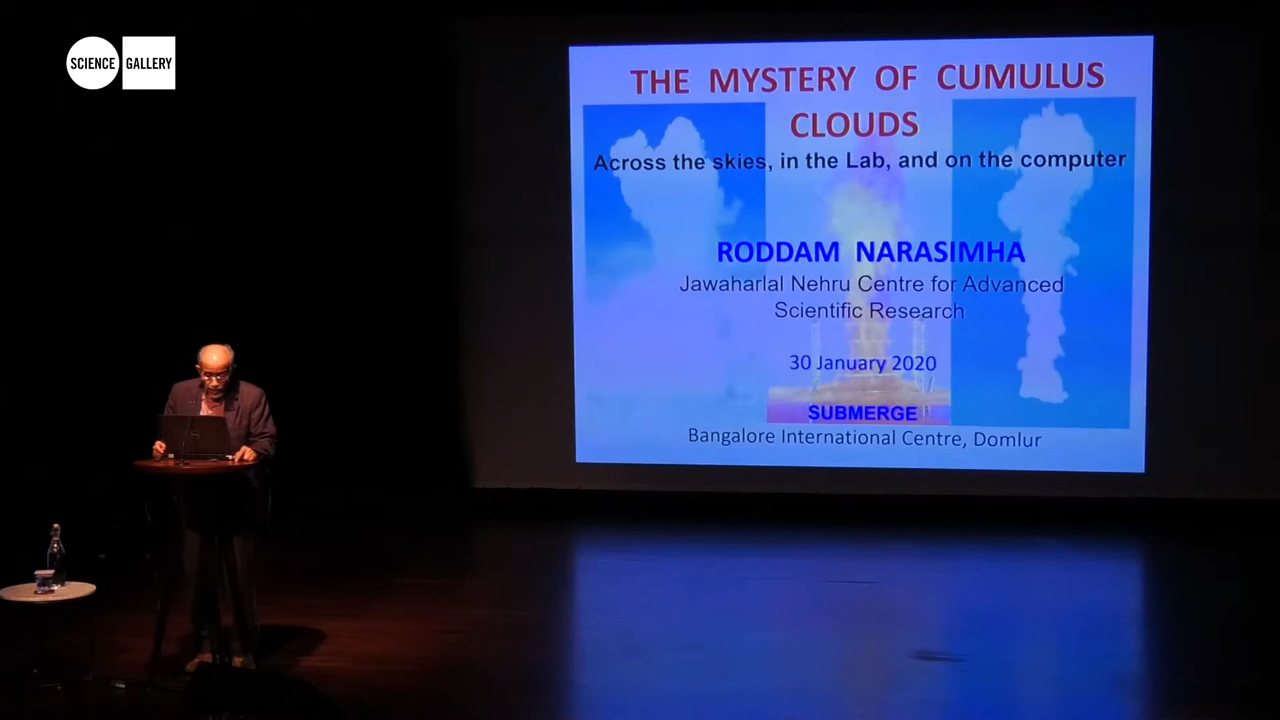 SCIENCE GALLERY
THE MYSTERY OF CUMULUS
CLOUDS
Across the skies, in the Lab, and on the computer
RODDAM NARASIMHA
Jawaharlal Nehru Centre for Advanced
Scientific Research
30 January 2020
SUBMERGE
Bangalore International Centre, Domlur